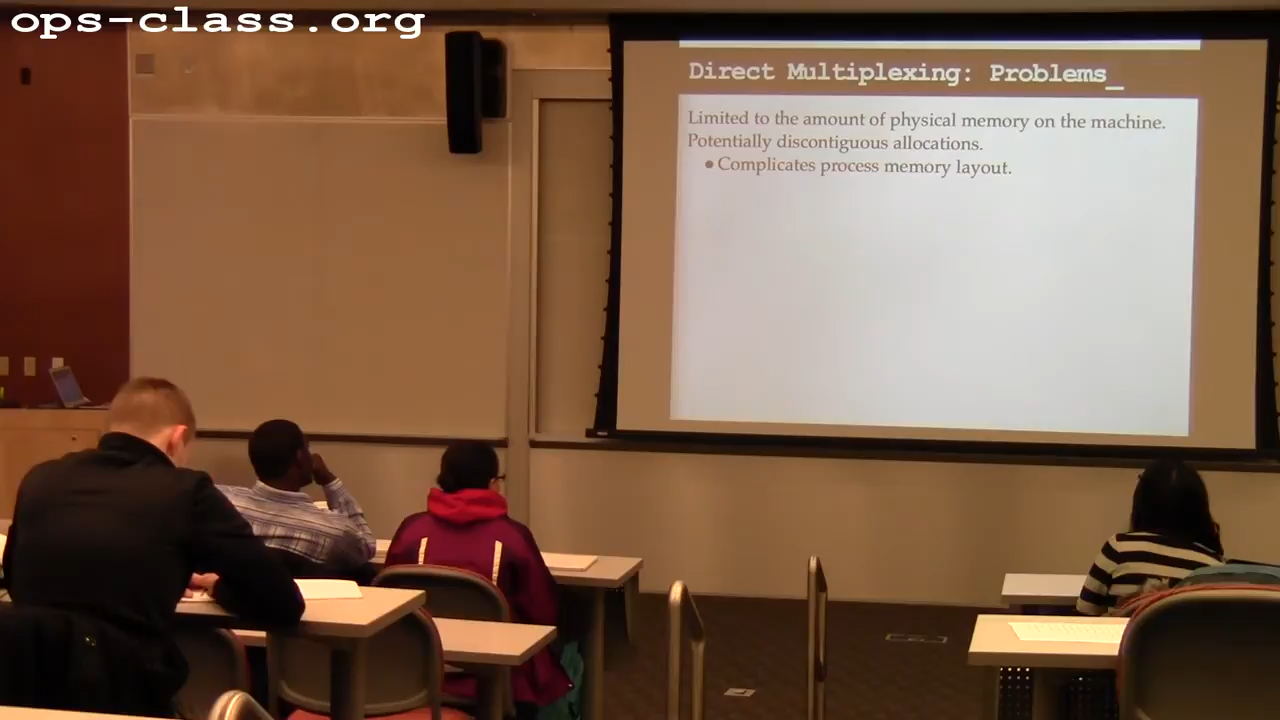 ops-class.org
Direct Multiplexing: Problems_
Limited to the amount of physical memory on the machine.
Potentially discontiguous allocations.
● Complicates process memory layout.